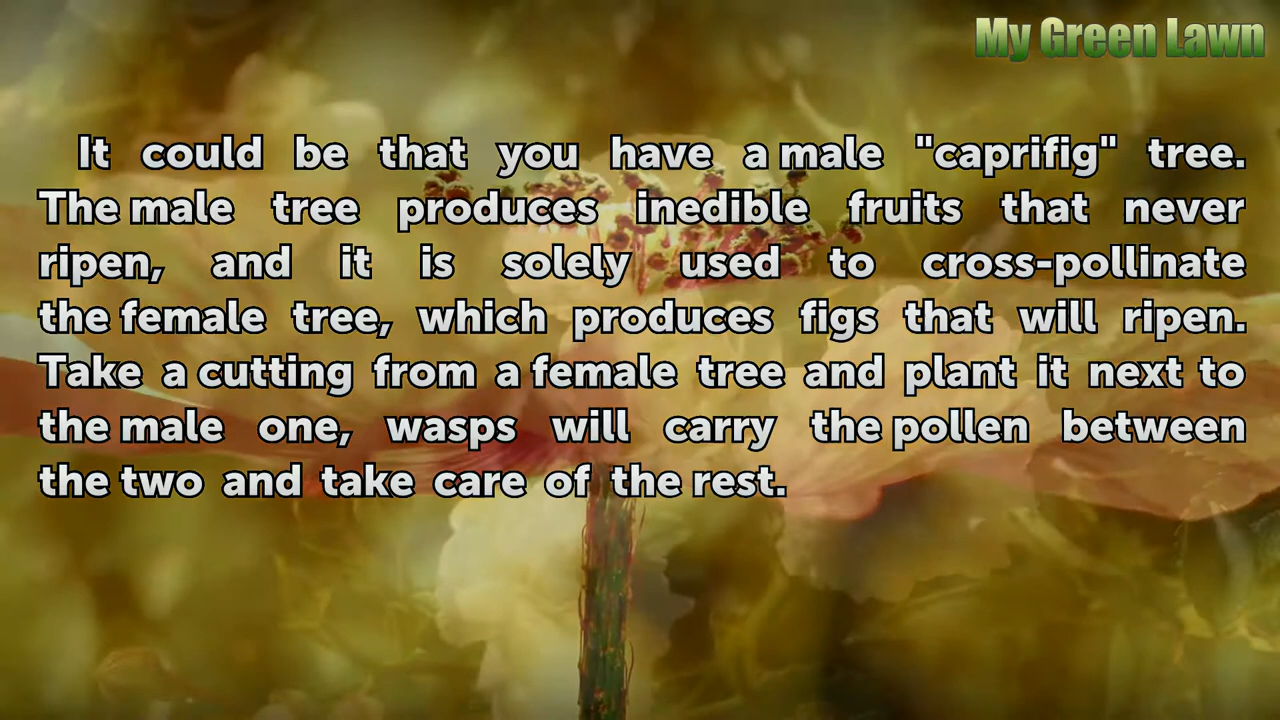 My Green Lawn
It could be that you have a male "caprifig" tree.
The male tree produces inedible fruits that never
ripen, and it is solely used to cross-pollinate
the female tree, which produces figs that will ripen.
Take a cutting from a female tree and plant it next to
the male one, wasps will carry the pollen between
the two and take care of the rest.